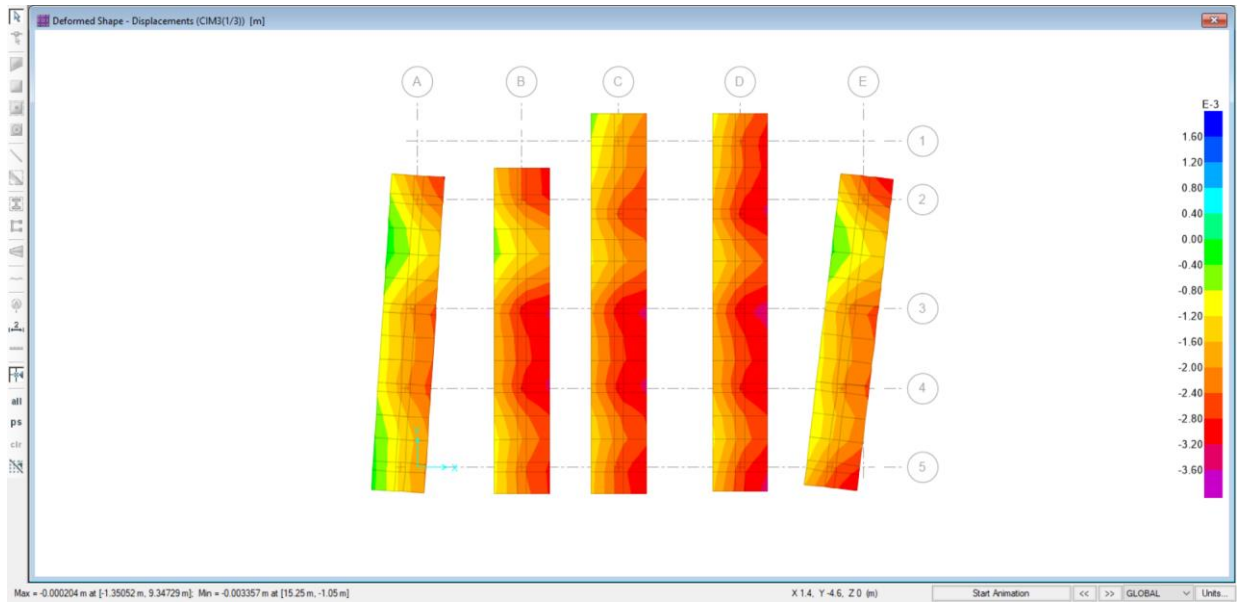 Deformed Shape - Displacements (CIM3(1/3)) [m]
A B C D E
1
2
3
4
5
x
E-3
1.60
1.20
0.80
0.40
0.00
-0.40
-0.80
-1.20
-1.60
-2.00
-2.40
-2.80
-3.20
-3.60
2
all
ps
clr
Max = -0.000204 m at [-1.35052 m, 9.34729 m]; Min = -0.003357 m at [15.25 m, -1.05 m]
X 1.4, Y -4.6, Z 0 (m)
Start Animation
<< >>
GLOBAL
Units...